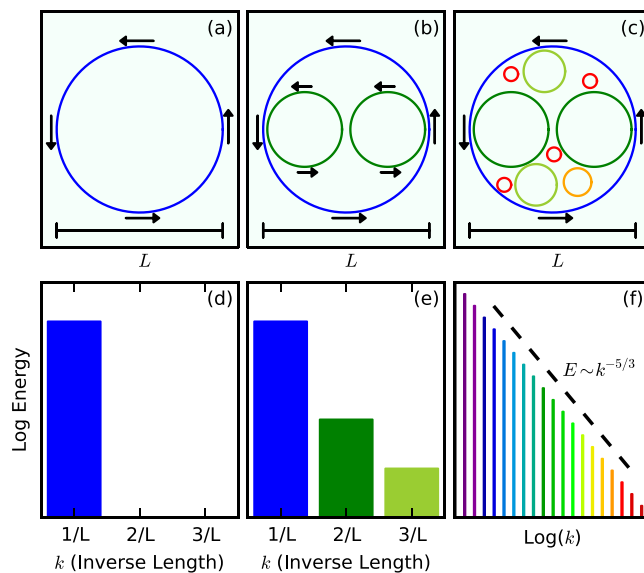 (a)
(b)
(c)
L
L
L
Log Energy
(d)
(e)
(f)
E ~ k^{-5/3}
1/L 2/L 3/L
1/L 2/L 3/L
k (Inverse Length)
k (Inverse Length)
Log(k)